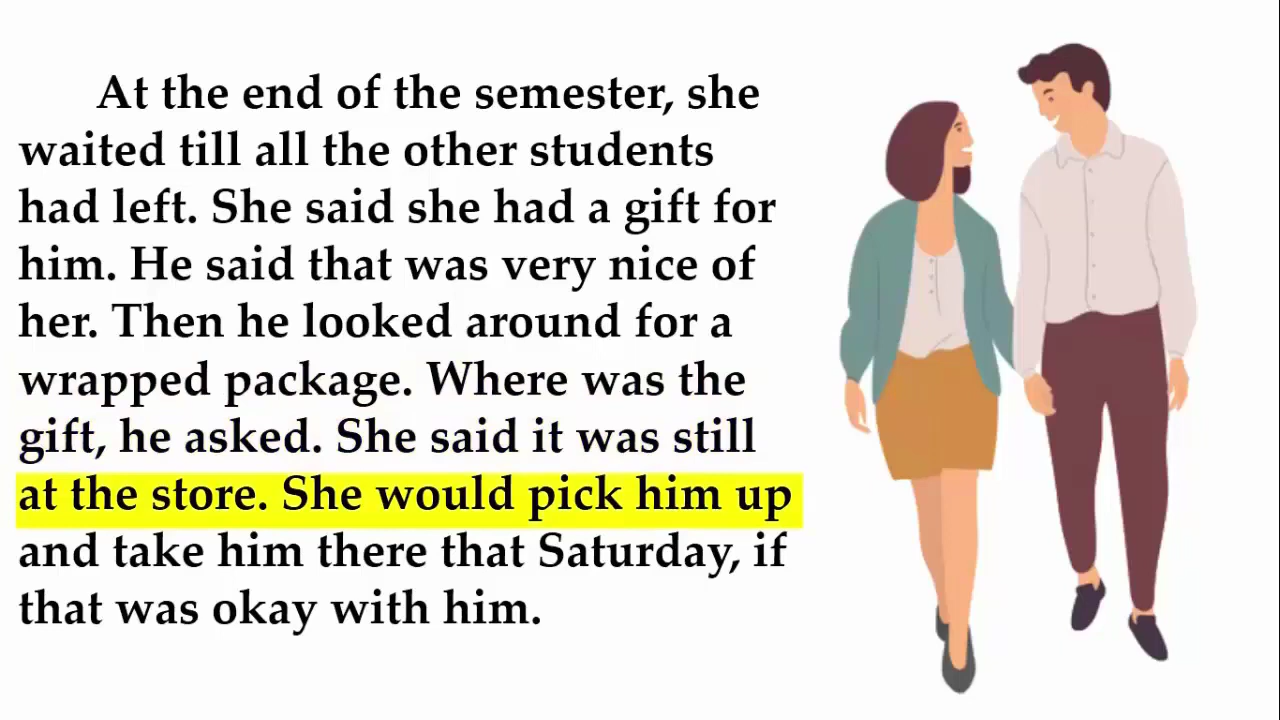 At the end of the semester, she
waited till all the other students
had left. She said she had a gift for
him. He said that was very nice of
her. Then he looked around for a
wrapped package. Where was the
gift, he asked. She said it was still
at the store. She would pick him up
and take him there that Saturday, if
that was okay with him.